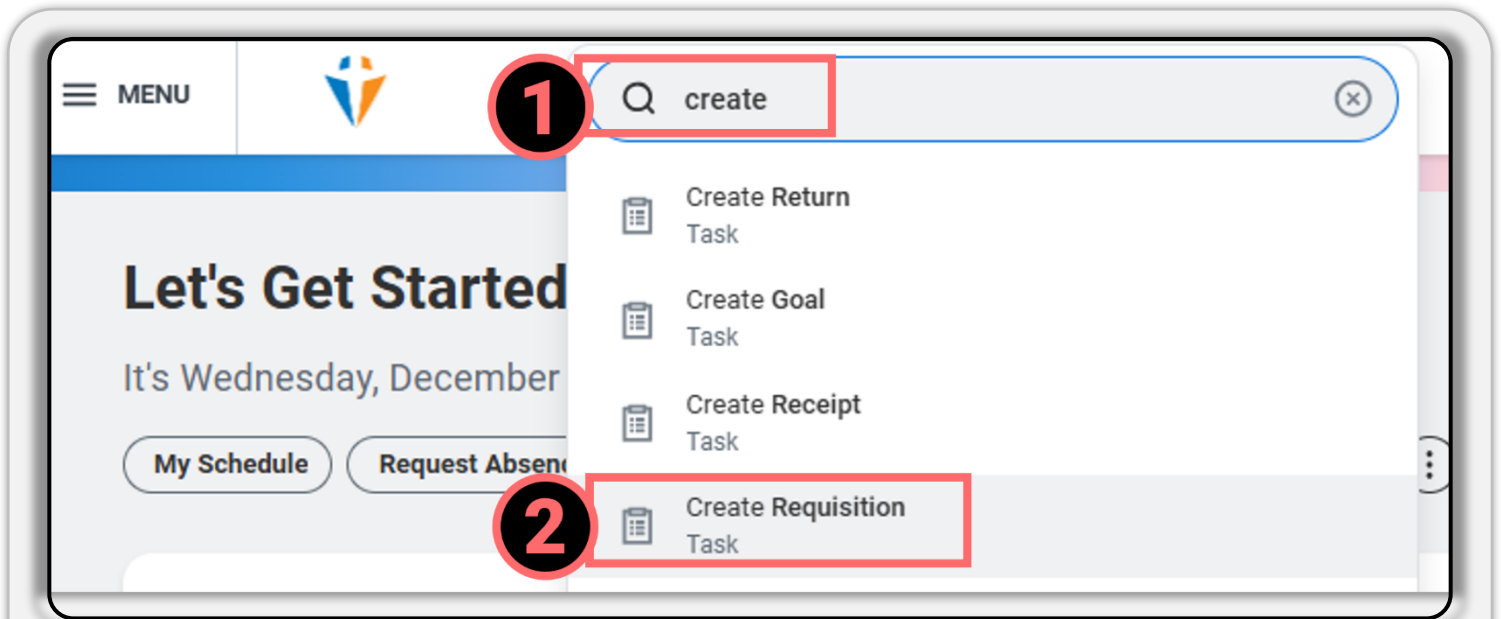 MENU
1
create
Create Return
Task
Let's Get Started
Create Goal
Task
It's Wednesday, December
Create Receipt
Task
My Schedule
Request Absenc
2
Create Requisition
Task